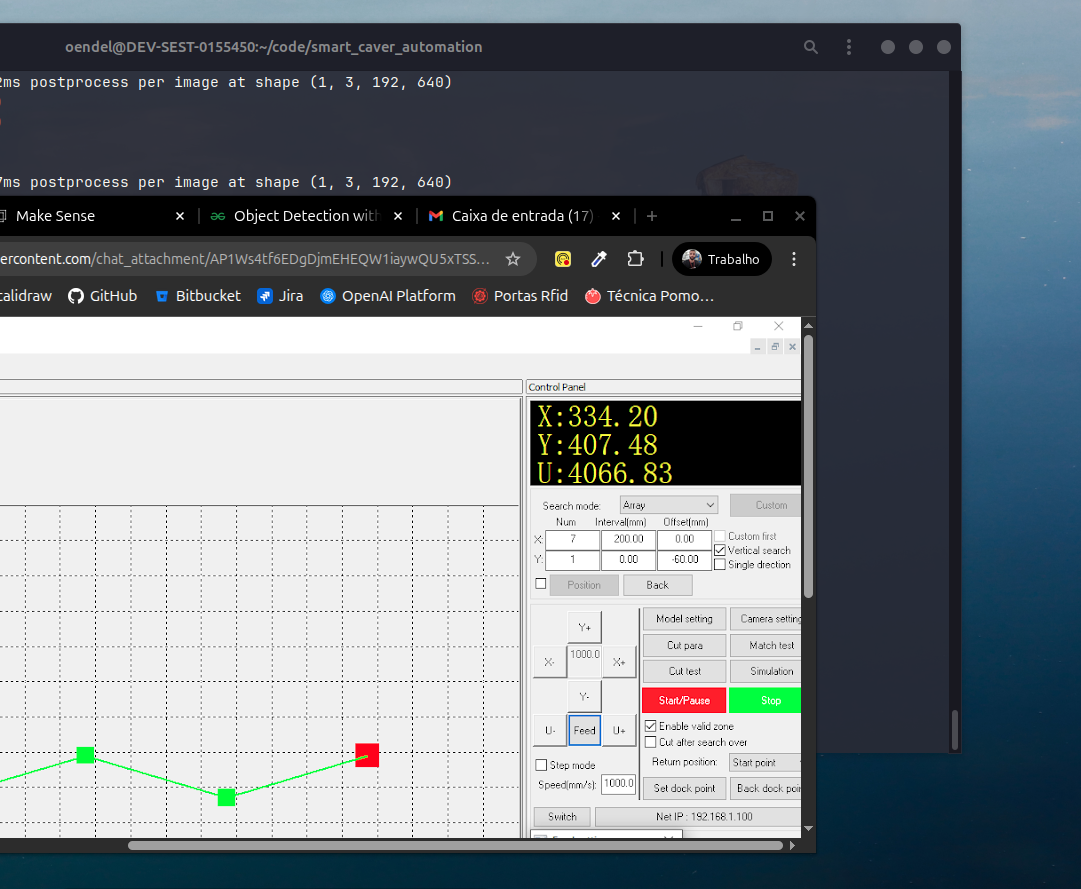 oendel@DEV-SEST-0155450:~/code/smart_caver_automation
2ms postprocess per image at shape (1, 3, 192, 640)
7ms postprocess per image at shape (1, 3, 192, 640)
Make Sense
Object Detection with
Caixa de entrada (17)
ercontent.com/chat_attachment/AP1Ws4tf6EDgDjmEHEQW1iaywQU5xTSS...
Trabalho
calidraw
GitHub
Bitbucket
Jira
OpenAI Platform
Portas Rfid
Técnica Pomo…
Control Panel
X:334.20
Y:407.48
U:4066.83
Search mode: Array Custom
Num Interval(mm) Offset(mm)
X: 7 200.00 0.00 Custom first
Vertical search
Y: 1 0.00 -60.00
Single drection
Position Back
Y+
X- 1000.0 X+
Y-
U- Feed U+
Step mode
Speed(mm/s): 1000.0
Model setting Camera setting
Cut para Match test
Cut test Simulation
Start/Pause Stop
Enable valid zone
Cut after search over
Return position: Start point
Set dock point Back dock poi
Switch Net IP : 192.168.1.100